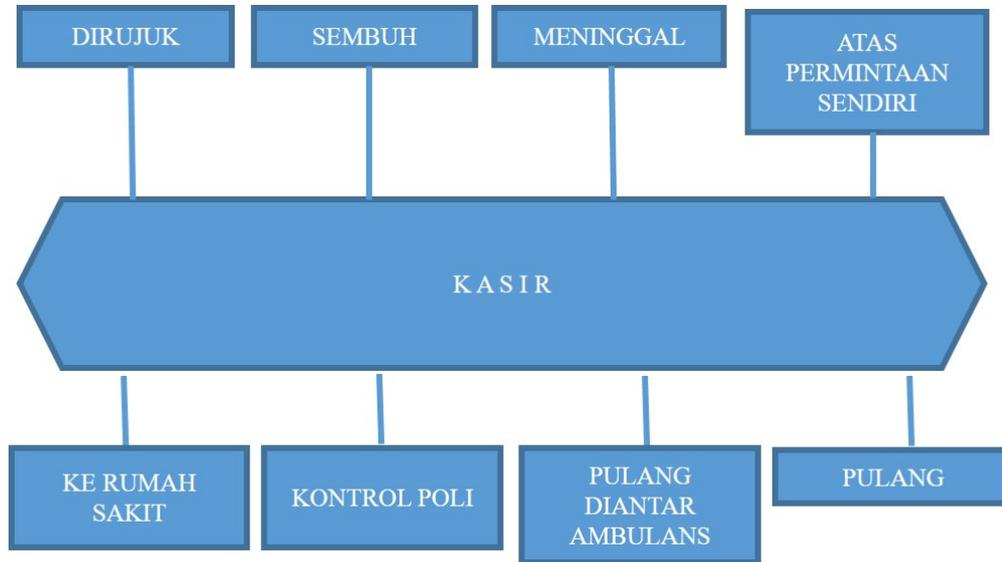 DIRUJUK
SEMBUH
MENINGGAL
ATAS
PERMINTAAN
SENDIRI
K A S I R
KE RUMAH
SAKIT
KONTROL POLI
PULANG
DIANTAR
AMBULANS
PULANG